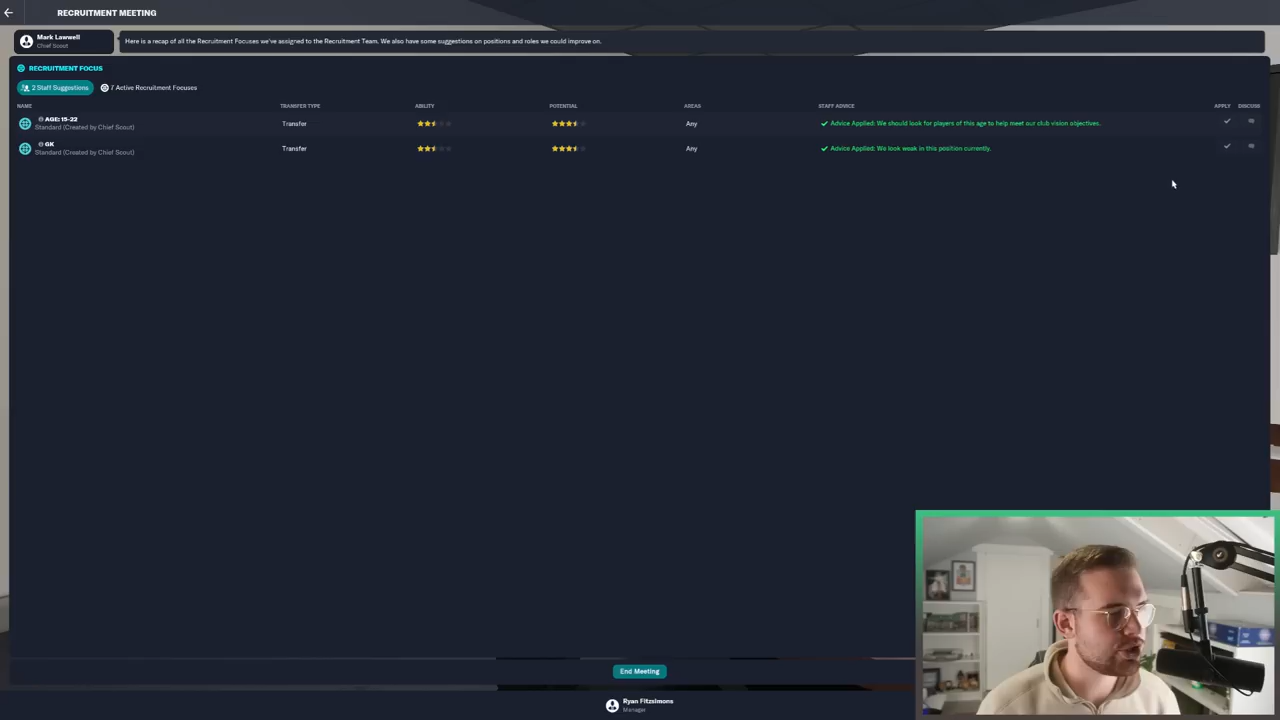 RECRUITMENT MEETING
Mark Lawwell
Chief Scout
Here is a recap of all the Recruitment Focuses we've assigned to the Recruitment Team. We also have some suggestions on positions and roles we could improve on.
RECRUITMENT FOCUS
2 Staff Suggestions 7 Active Recruitment Focuses
NAME TRANSFER TYPE ABILITY POTENTIAL AREAS STAFF ADVICE APPLY DISCUSS
AGE: 15-22
Standard (Created by Chief Scout) Transfer Any Advice Applied: We should look for players of this age to help meet our club vision objectives.
GK
Standard (Created by Chief Scout) Transfer Any Advice Applied: We look weak in this position currently.
End Meeting
Ryan Fitzsimons
Manager